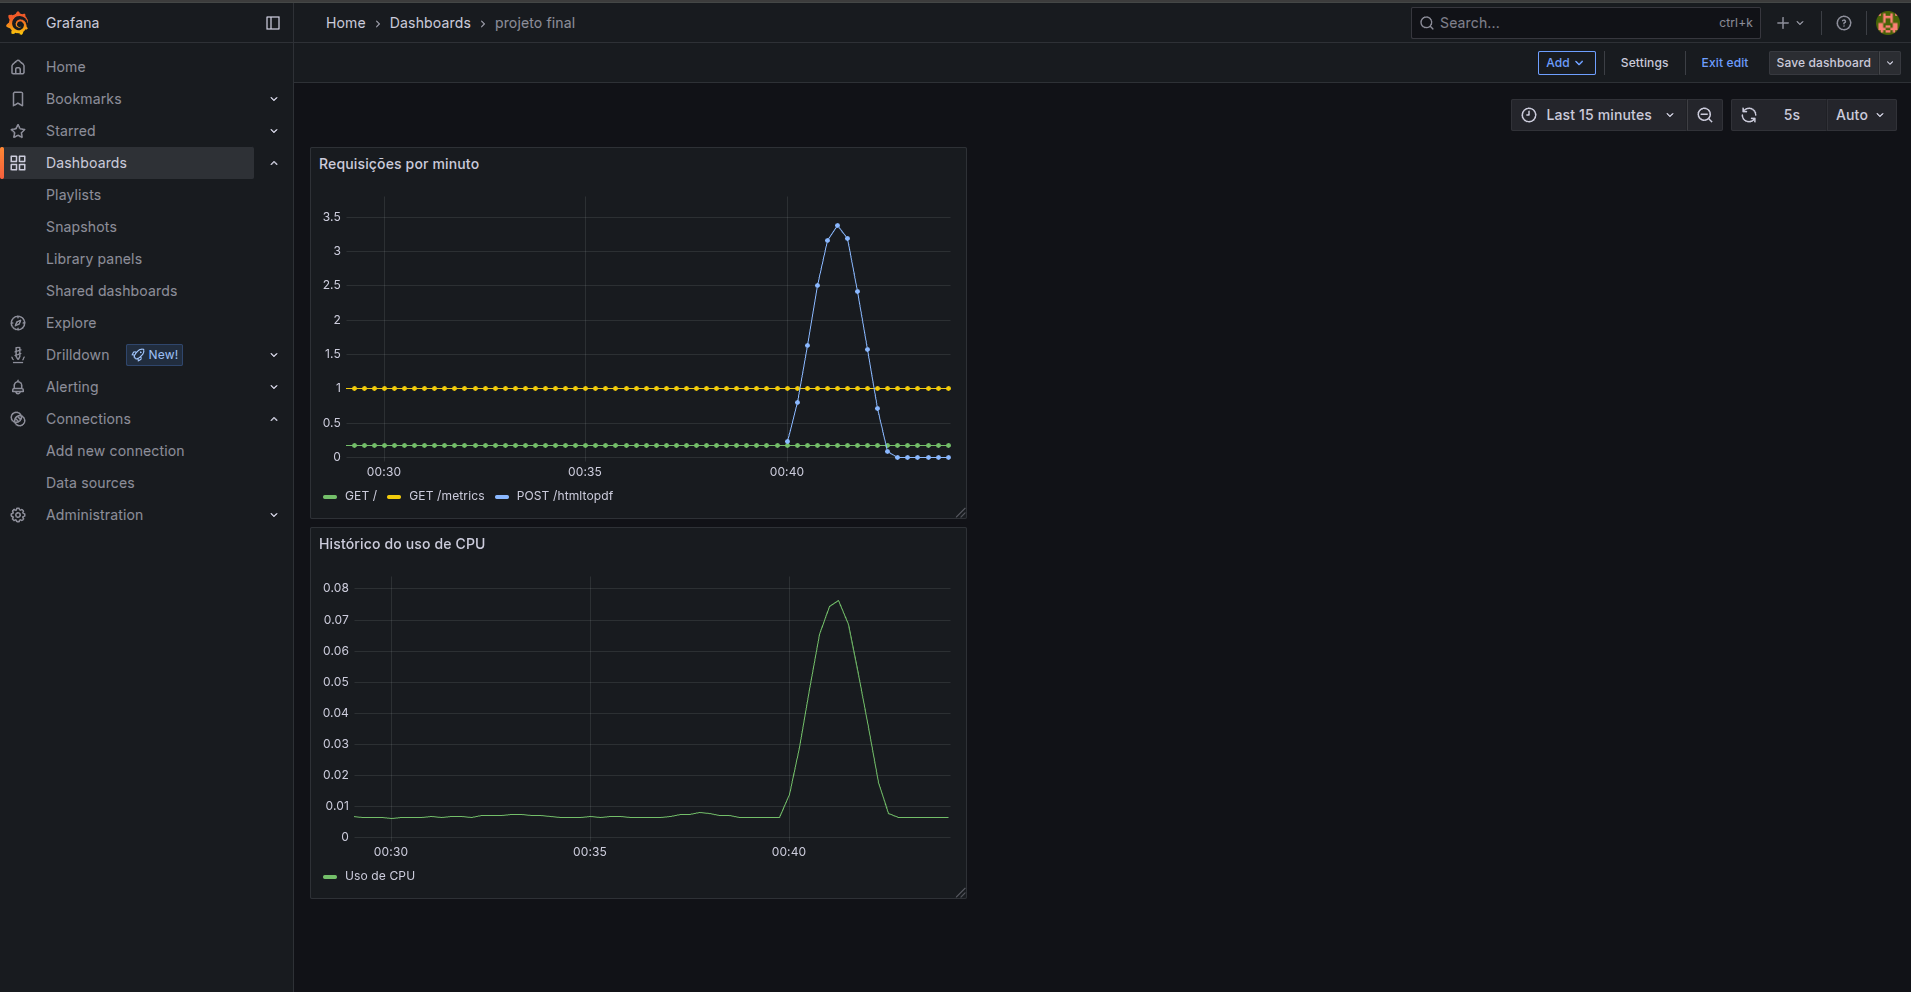 Grafana
Home
Bookmarks
Starred
Dashboards
Playlists
Snapshots
Library panels
Shared dashboards
Explore
Drilldown New!
Alerting
Connections
Add new connection
Data sources
Administration
Home › Dashboards › projeto final
Search... ctrl+k
Add Settings Exit edit Save dashboard
Last 15 minutes 5s Auto
Requisições por minuto
3.5
3
2.5
2
1.5
1
0.5
0
00:30 00:35 00:40
GET / GET /metrics POST /htmltopdf
Histórico do uso de CPU
0.08
0.07
0.06
0.05
0.04
0.03
0.02
0.01
0
00:30 00:35 00:40
Uso de CPU